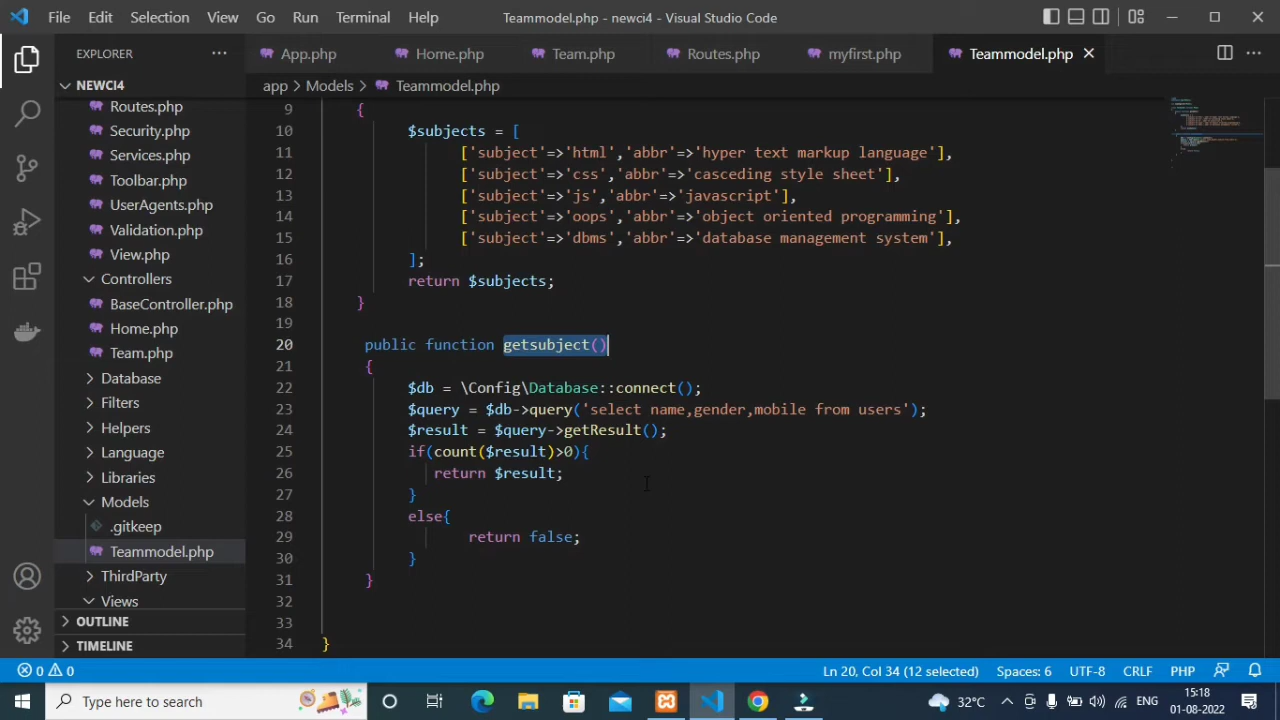 File Edit Selection View Go Run Terminal Help Teammodel.php - newci4 - Visual Studio Code
EXPLORER ··· App.php Home.php Team.php Routes.php myfirst.php Teammodel.php
NEWCI4
app > Models > Teammodel.php
Routes.php
Security.php
Services.php
Toolbar.php
UserAgents.php
Validation.php
View.php
Controllers
BaseController.php
Home.php
Team.php
Database
Filters
Helpers
Language
Libraries
Models
.gitkeep
Teammodel.php
ThirdParty
Views
OUTLINE
TIMELINE
9 {
10 $subjects = [
11 ['subject'=>'html','abbr'=>'hyper text markup language'],
12 ['subject'=>'css','abbr'=>'casceding style sheet'],
13 ['subject'=>'js','abbr'=>'javascript'],
14 ['subject'=>'oops','abbr'=>'object oriented programming'],
15 ['subject'=>'dbms','abbr'=>'database management system'],
16 ];
17 return $subjects;
18 }
19
20 public function getsubject()
21 {
22 $db = \Config\Database::connect();
23 $query = $db->query('select name,gender,mobile from users');
24 $result = $query->getResult();
25 if(count($result)>0){
26 return $result;
27 }
28 else{
29 return false;
30 }
31 }
32
33
34 }
0 0 Ln 20, Col 34 (12 selected) Spaces: 6 UTF-8 CRLF PHP
Type here to search 32°C ENG 15:18
01-08-2022